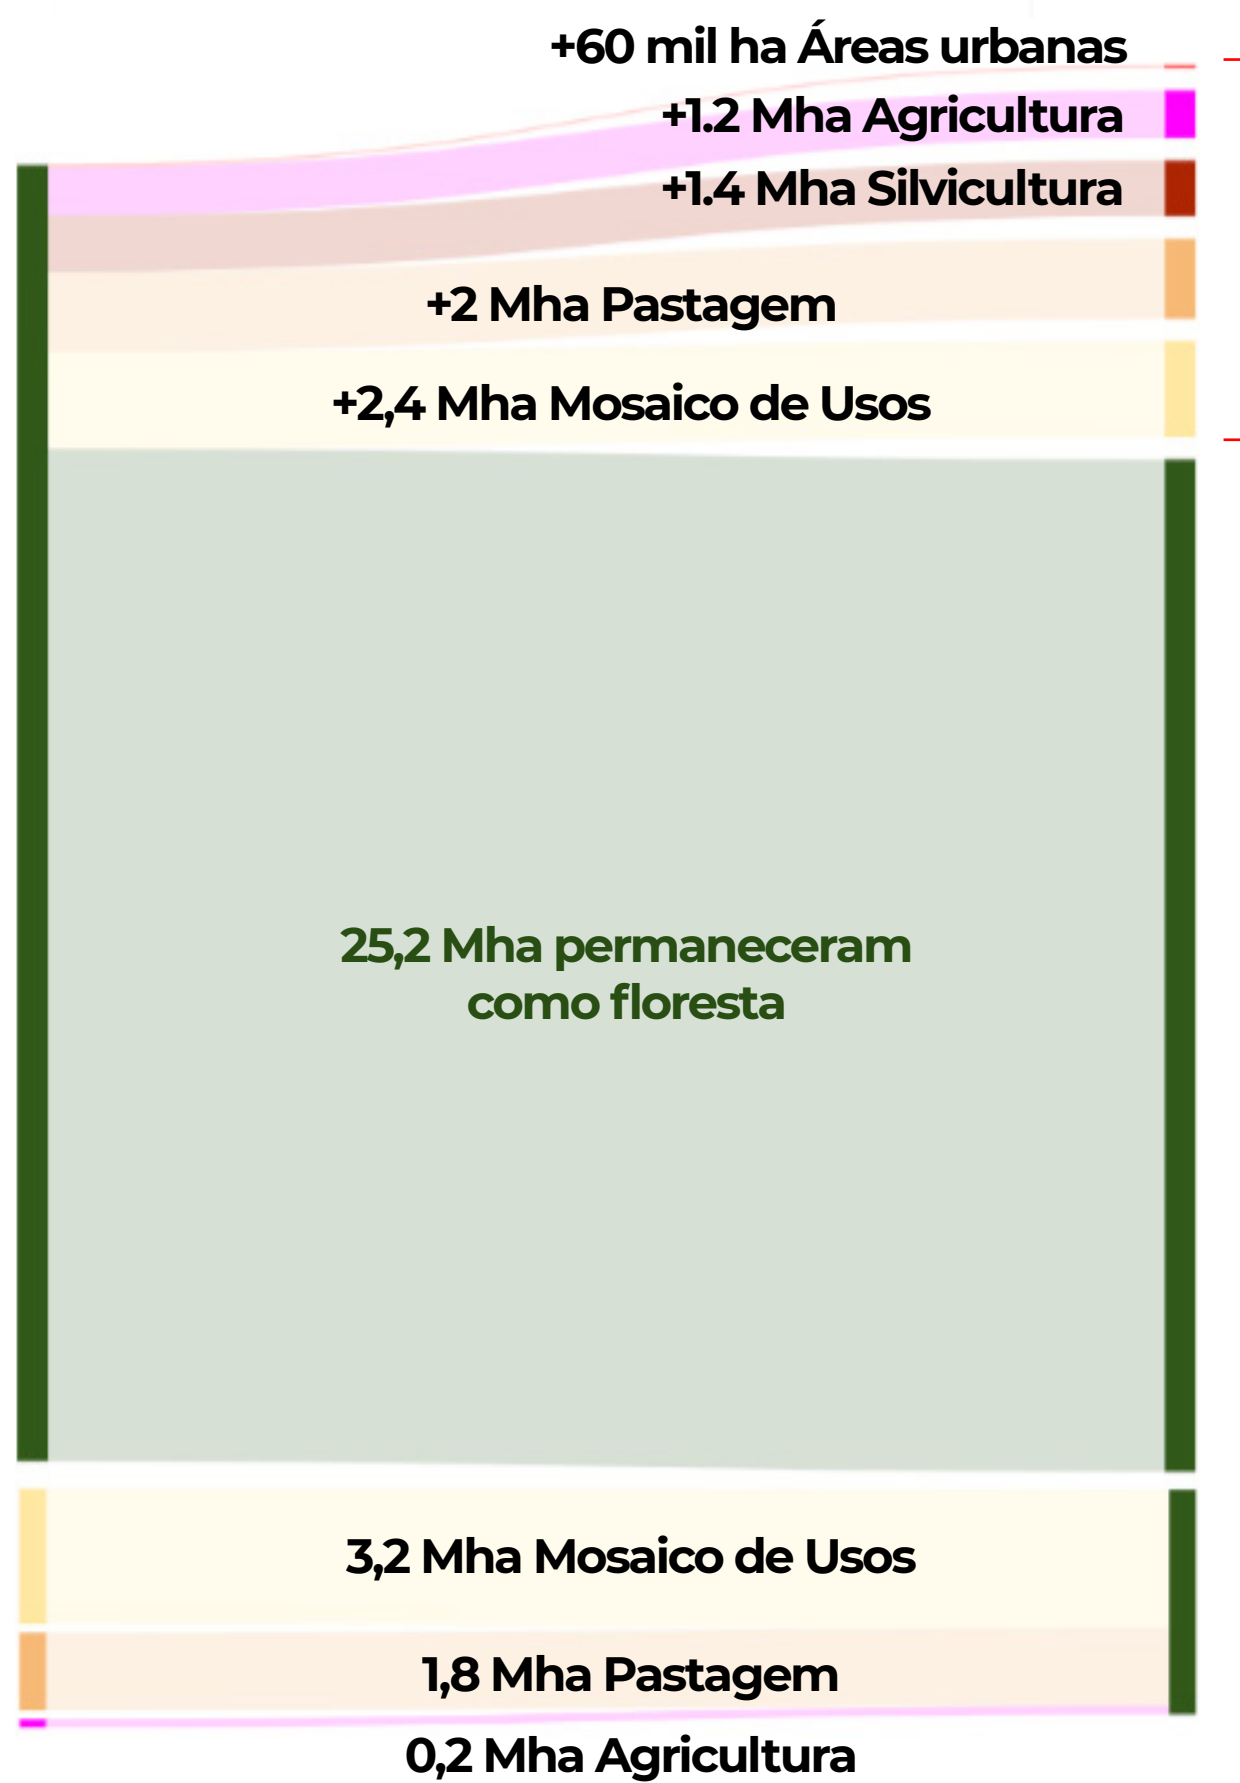 +60 mil ha Áreas urbanas
+1.2 Mha Agricultura
+1.4 Mha Silvicultura
+2 Mha Pastagem
+2,4 Mha Mosaico de Usos
25,2 Mha permaneceram
como floresta
3,2 Mha Mosaico de Usos
1,8 Mha Pastagem
0,2 Mha Agricultura